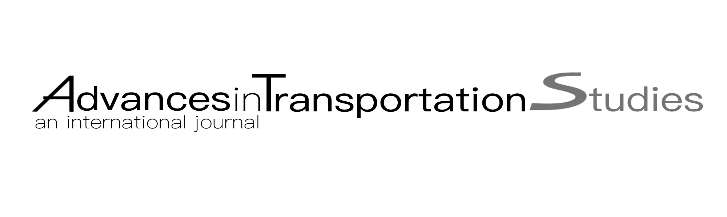 AdvancesinTransportationStudies
an international journal